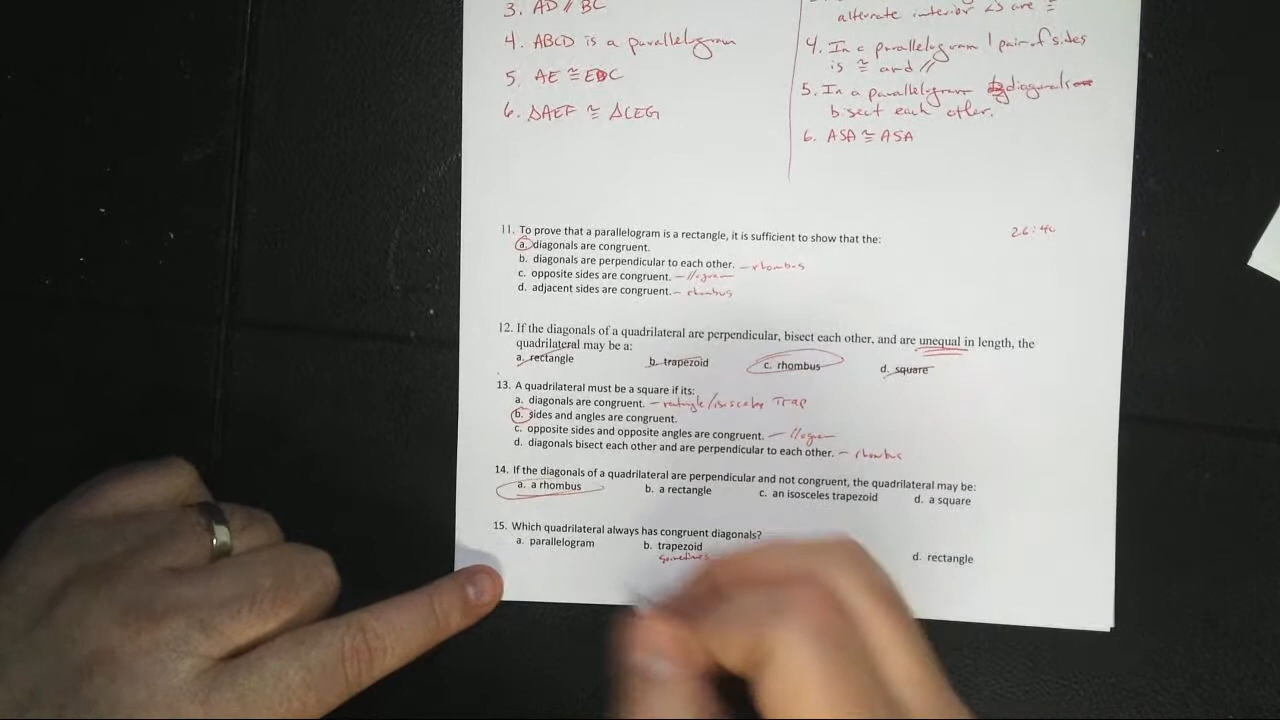 3. AD // BC
alternate interior ∠s are ≅
4. ABCD is a parallelogram
4. In a parallelogram 1 pair of sides
is ≅ and //
5. AE ≅ EC
5. In a parallelogram diagonals
bisect each other.
6. △AEF ≅ △CEG
6. ASA ≅ ASA
11. To prove that a parallelogram is a rectangle, it is sufficient to show that the:
26:40
a. diagonals are congruent.
b. diagonals are perpendicular to each other. – rhombus
c. opposite sides are congruent. – //ogram
d. adjacent sides are congruent. – rhombus
12. If the diagonals of a quadrilateral are perpendicular, bisect each other, and are unequal in length, the
quadrilateral may be a:
a. rectangle b. trapezoid c. rhombus d. square
13. A quadrilateral must be a square if its:
a. diagonals are congruent. – rectangle/isosceles Trap
b. sides and angles are congruent.
c. opposite sides and opposite angles are congruent. – //ogram
d. diagonals bisect each other and are perpendicular to each other. – rhombus
14. If the diagonals of a quadrilateral are perpendicular and not congruent, the quadrilateral may be:
a. a rhombus b. a rectangle c. an isosceles trapezoid d. a square
15. Which quadrilateral always has congruent diagonals?
a. parallelogram b. trapezoid d. rectangle
sometimes